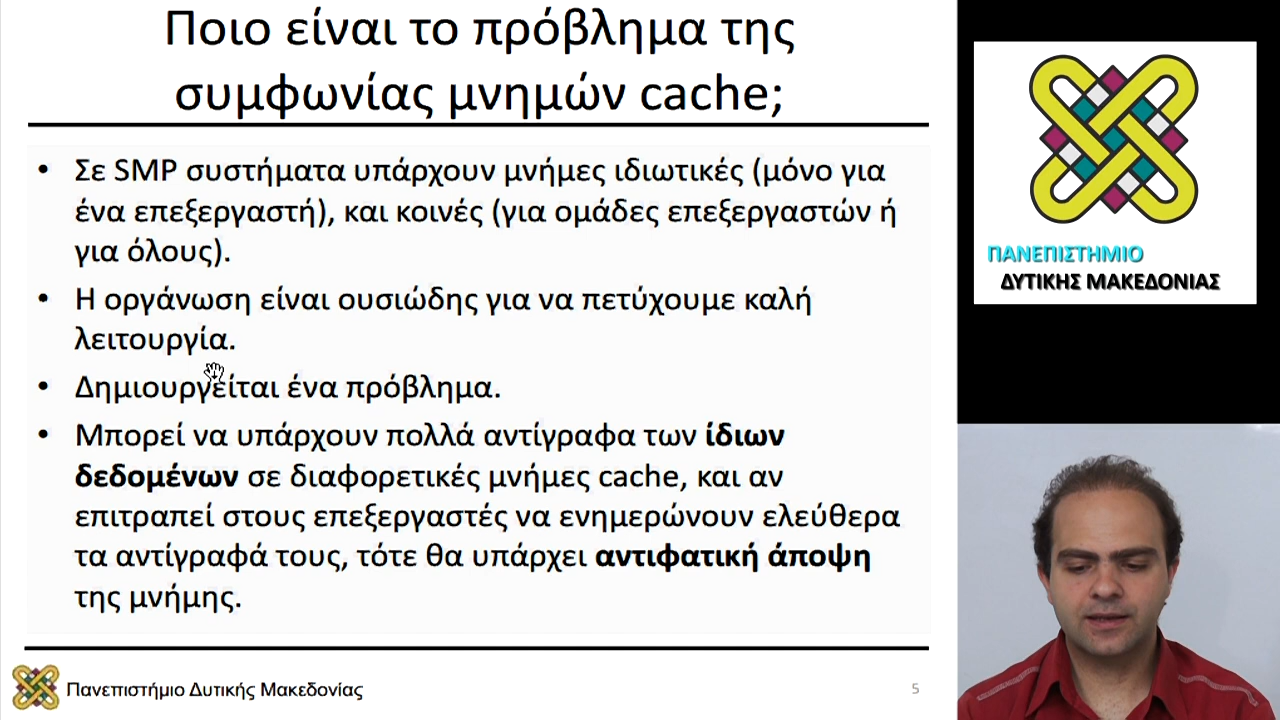 Ποιο είναι το πρόβλημα της
συμφωνίας μνημών cache;
• Σε SMP συστήματα υπάρχουν μνήμες ιδιωτικές (μόνο για
ένα επεξεργαστή), και κοινές (για ομάδες επεξεργαστών ή
για όλους).
• Η οργάνωση είναι ουσιώδης για να πετύχουμε καλή
λειτουργία.
• Δημιουργείται ένα πρόβλημα.
• Μπορεί να υπάρχουν πολλά αντίγραφα των ίδιων
δεδομένων σε διαφορετικές μνήμες cache, και αν
επιτραπεί στους επεξεργαστές να ενημερώνουν ελεύθερα
τα αντίγραφά τους, τότε θα υπάρχει αντιφατική άποψη
της μνήμης.
Πανεπιστήμιο Δυτικής Μακεδονίας
5
ΠΑΝΕΠΙΣΤΗΜΙΟ
ΔΥΤΙΚΗΣ ΜΑΚΕΔΟΝΙΑΣ